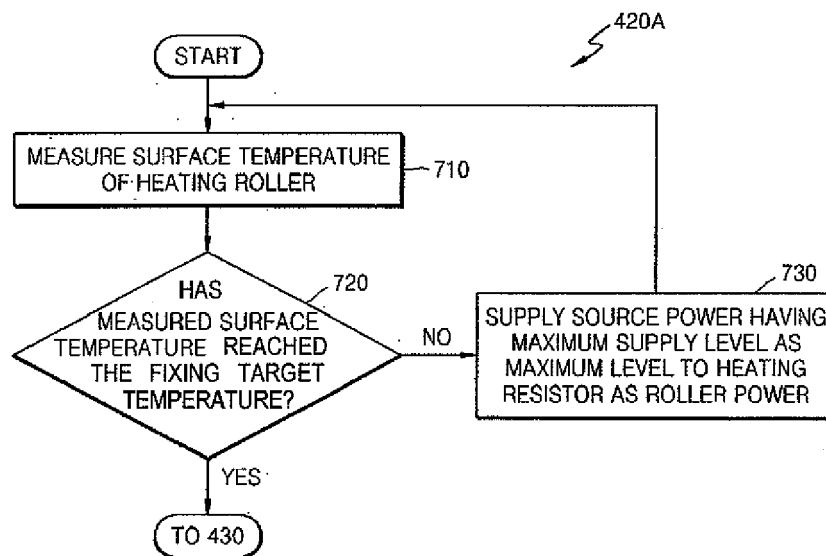 420A
START
MEASURE SURFACE TEMPERATURE
OF HEATING ROLLER
710
HAS
MEASURED SURFACE
TEMPERATURE REACHED
THE FIXING TARGET
TEMPERATURE?
720
NO
730
SUPPLY SOURCE POWER HAVING
MAXIMUM SUPPLY LEVEL AS
MAXIMUM LEVEL TO HEATING
RESISTOR AS ROLLER POWER
YES
TO 430